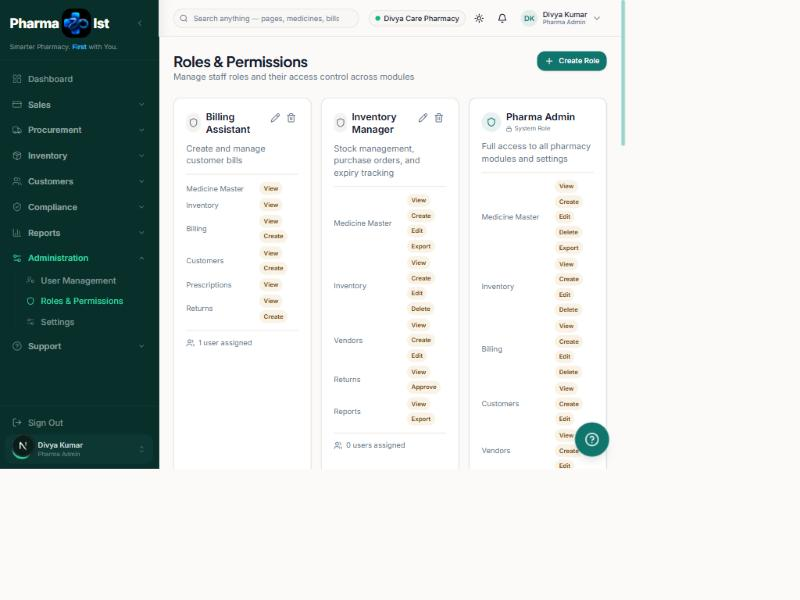 Pharma Ist
Smarter Pharmacy. First with You.
Dashboard
Sales
Procurement
Inventory
Customers
Compliance
Reports
Administration
User Management
Roles & Permissions
Settings
Support
Sign Out
N
Divya Kumar
Pharma Admin
Search anything — pages, medicines, bills
Divya Care Pharmacy
DK
Divya Kumar
Pharma Admin
Roles & Permissions
Manage staff roles and their access control across modules
Create Role
Billing
Assistant
Create and manage
customer bills
Medicine Master
View
Inventory
View
Billing
View
Create
Customers
View
Create
Prescriptions
View
Returns
View
Create
1 user assigned
Inventory
Manager
Stock management,
purchase orders, and
expiry tracking
Medicine Master
View
Create
Edit
Export
Inventory
View
Create
Edit
Delete
Vendors
View
Create
Edit
Returns
View
Approve
Reports
View
Export
0 users assigned
Pharma Admin
System Role
Full access to all pharmacy
modules and settings
Medicine Master
View
Create
Edit
Delete
Export
Inventory
View
Create
Edit
Delete
Billing
View
Create
Edit
Delete
Customers
View
Create
Edit
Vendors
View
Create
Edit